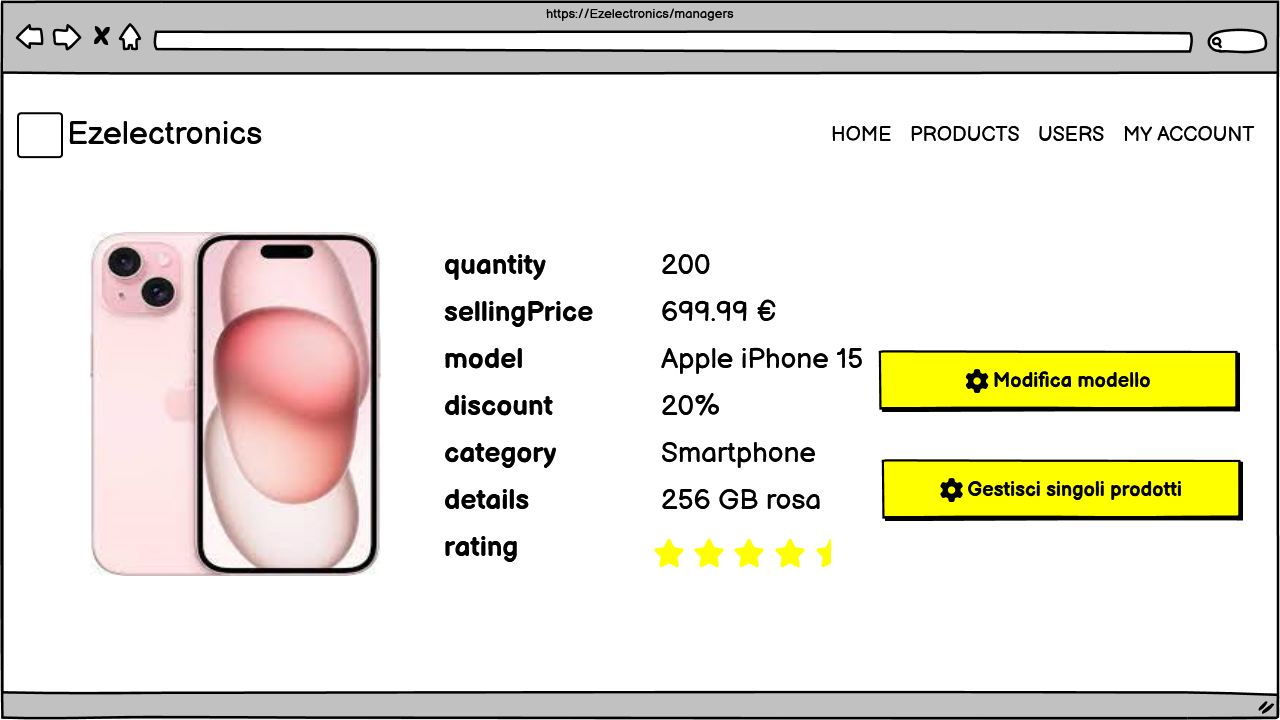 https://Ezelectronics/managers
Ezelectronics
HOME PRODUCTS USERS MY ACCOUNT
quantity 200
sellingPrice 699.99 €
model Apple iPhone 15
discount 20%
category Smartphone
details 256 GB rosa
rating
Modifica modello
Gestisci singoli prodotti